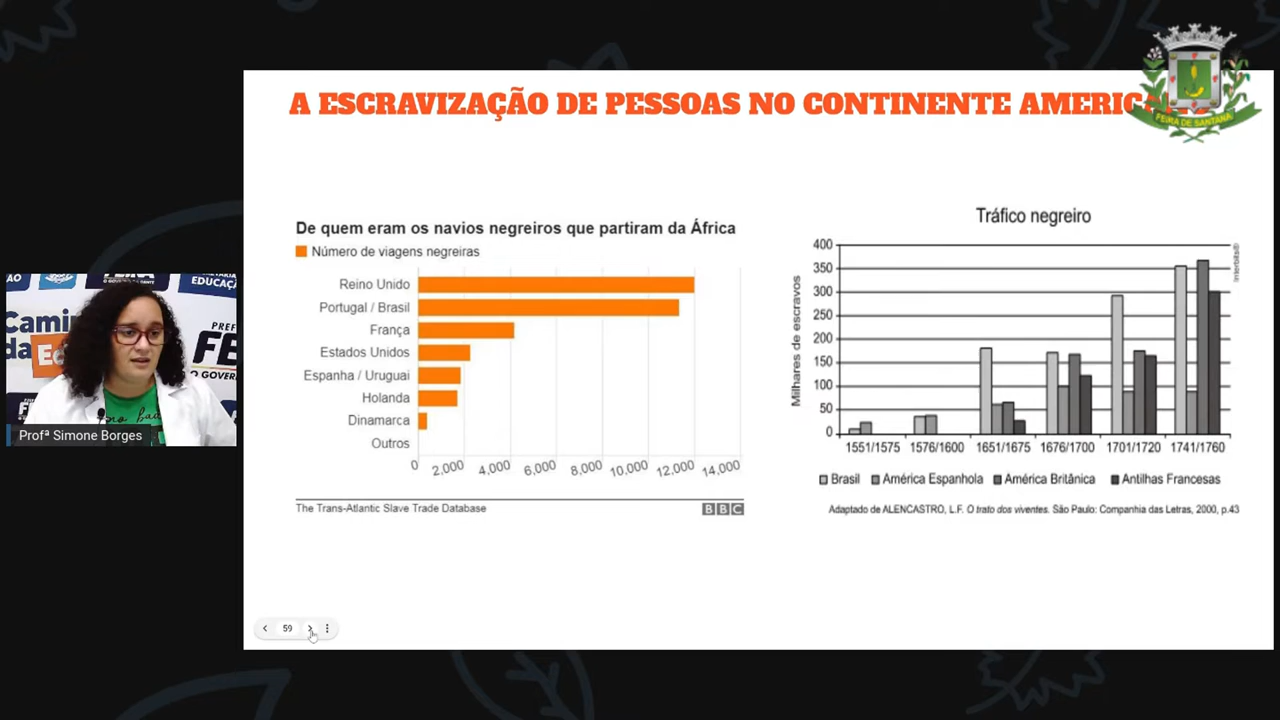 A ESCRAVIZAÇÃO DE PESSOAS NO CONTINENTE
FEIRA DE SANTANA
De quem eram os navios negreiros que partiram da África
Número de viagens negreiras
Reino Unido
Portugal / Brasil
França
Estados Unidos
Espanha / Uruguai
Holanda
Dinamarca
Outros
0 2,000 4,000 6,000 8,000 10,000 12,000 14,000
The Trans-Atlantic Slave Trade Database
BBC
Tráfico negreiro
Milhares de escravos
400
350
300
250
200
150
100
50
0
1551/1575 1576/1600 1651/1675 1676/1700 1701/1720 1741/1760
Brasil América Espanhola América Britânica Antilhas Francesas
Interbits®
Adaptado de ALENCASTRO, L.F. O trato dos viventes. São Paulo: Companhia das Letras, 2000, p.43
EDUCAÇÃO
Profª Simone Borges
59